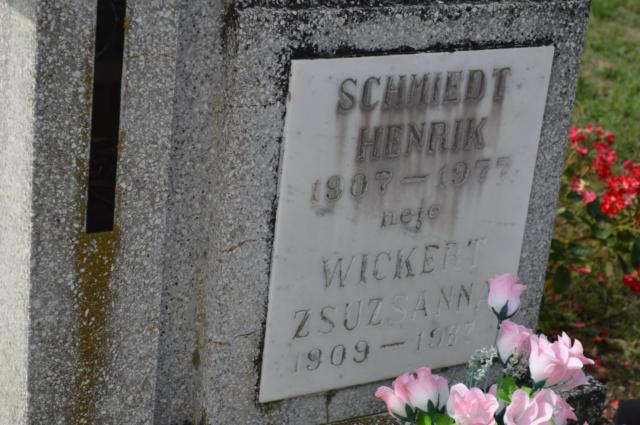 SCHMIEDT
HENRIK
1907-1977
neje
WICKERT
ZSUZSANN
1909-1987